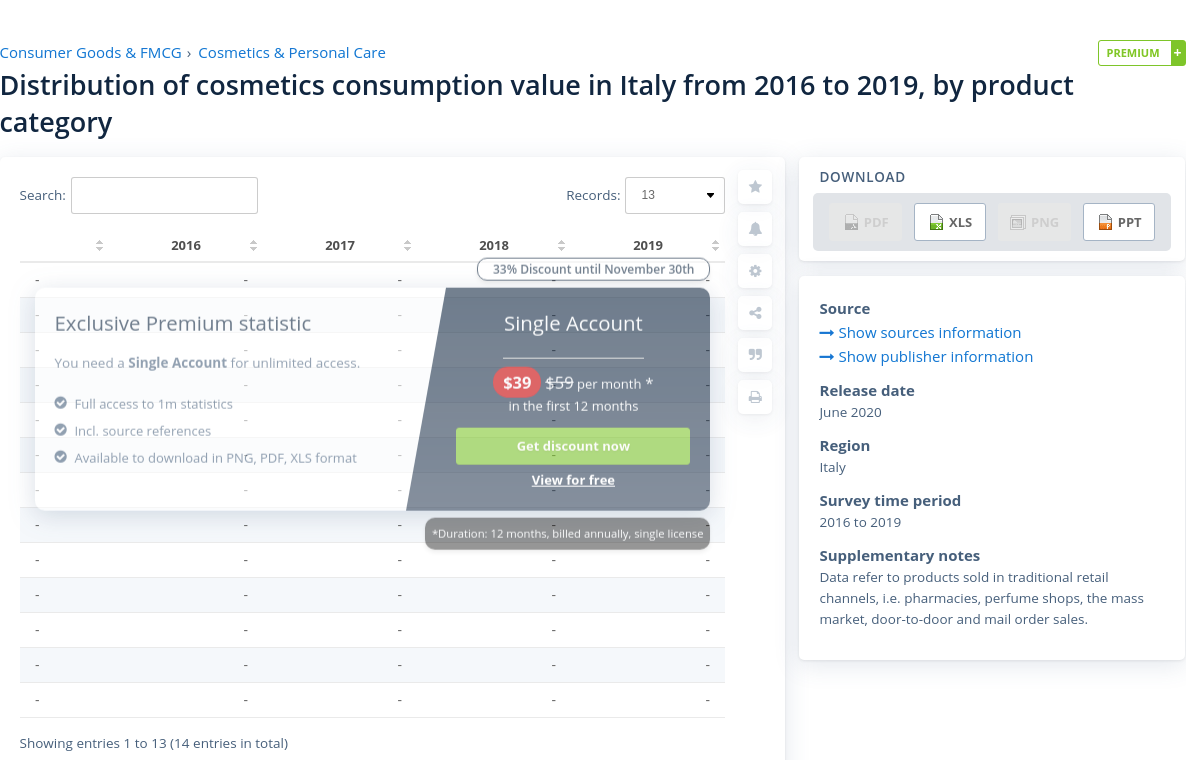 Consumer Goods & FMCG › Cosmetics & Personal Care
PREMIUM +
Distribution of cosmetics consumption value in Italy from 2016 to 2019, by product
category
Search:
Records: 13
2016 2017 2018 2019
- - - - -
33% Discount until November 30th
Exclusive Premium statistic
You need a Single Account for unlimited access.
Full access to 1m statistics
Incl. source references
Available to download in PNG, PDF, XLS format
Single Account
$39 $59 per month *
in the first 12 months
Get discount now
View for free
*Duration: 12 months, billed annually, single license
- - - - -
- - - - -
- - - - -
- - - - -
- - - - -
Showing entries 1 to 13 (14 entries in total)
DOWNLOAD
PDF XLS PNG PPT
Source
Show sources information
Show publisher information
Release date
June 2020
Region
Italy
Survey time period
2016 to 2019
Supplementary notes
Data refer to products sold in traditional retail
channels, i.e. pharmacies, perfume shops, the mass
market, door-to-door and mail order sales.